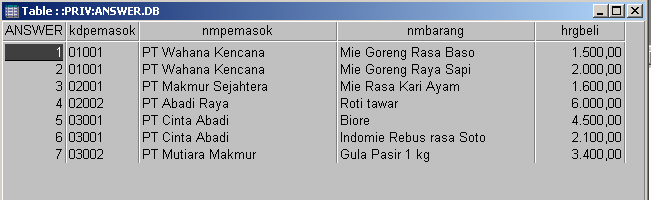 Table : :PRIV:ANSWER.DB
ANSWER kdpemasok nmpemasok nmbarang hrgbeli
1 01001 PT Wahana Kencana Mie Goreng Rasa Baso 1.500,00
2 01001 PT Wahana Kencana Mie Goreng Raya Sapi 2.000,00
3 02001 PT Makmur Sejahtera Mie Rasa Kari Ayam 1.600,00
4 02002 PT Abadi Raya Roti tawar 6.000,00
5 03001 PT Cinta Abadi Biore 4.500,00
6 03001 PT Cinta Abadi Indomie Rebus rasa Soto 2.100,00
7 03002 PT Mutiara Makmur Gula Pasir 1 kg 3.400,00